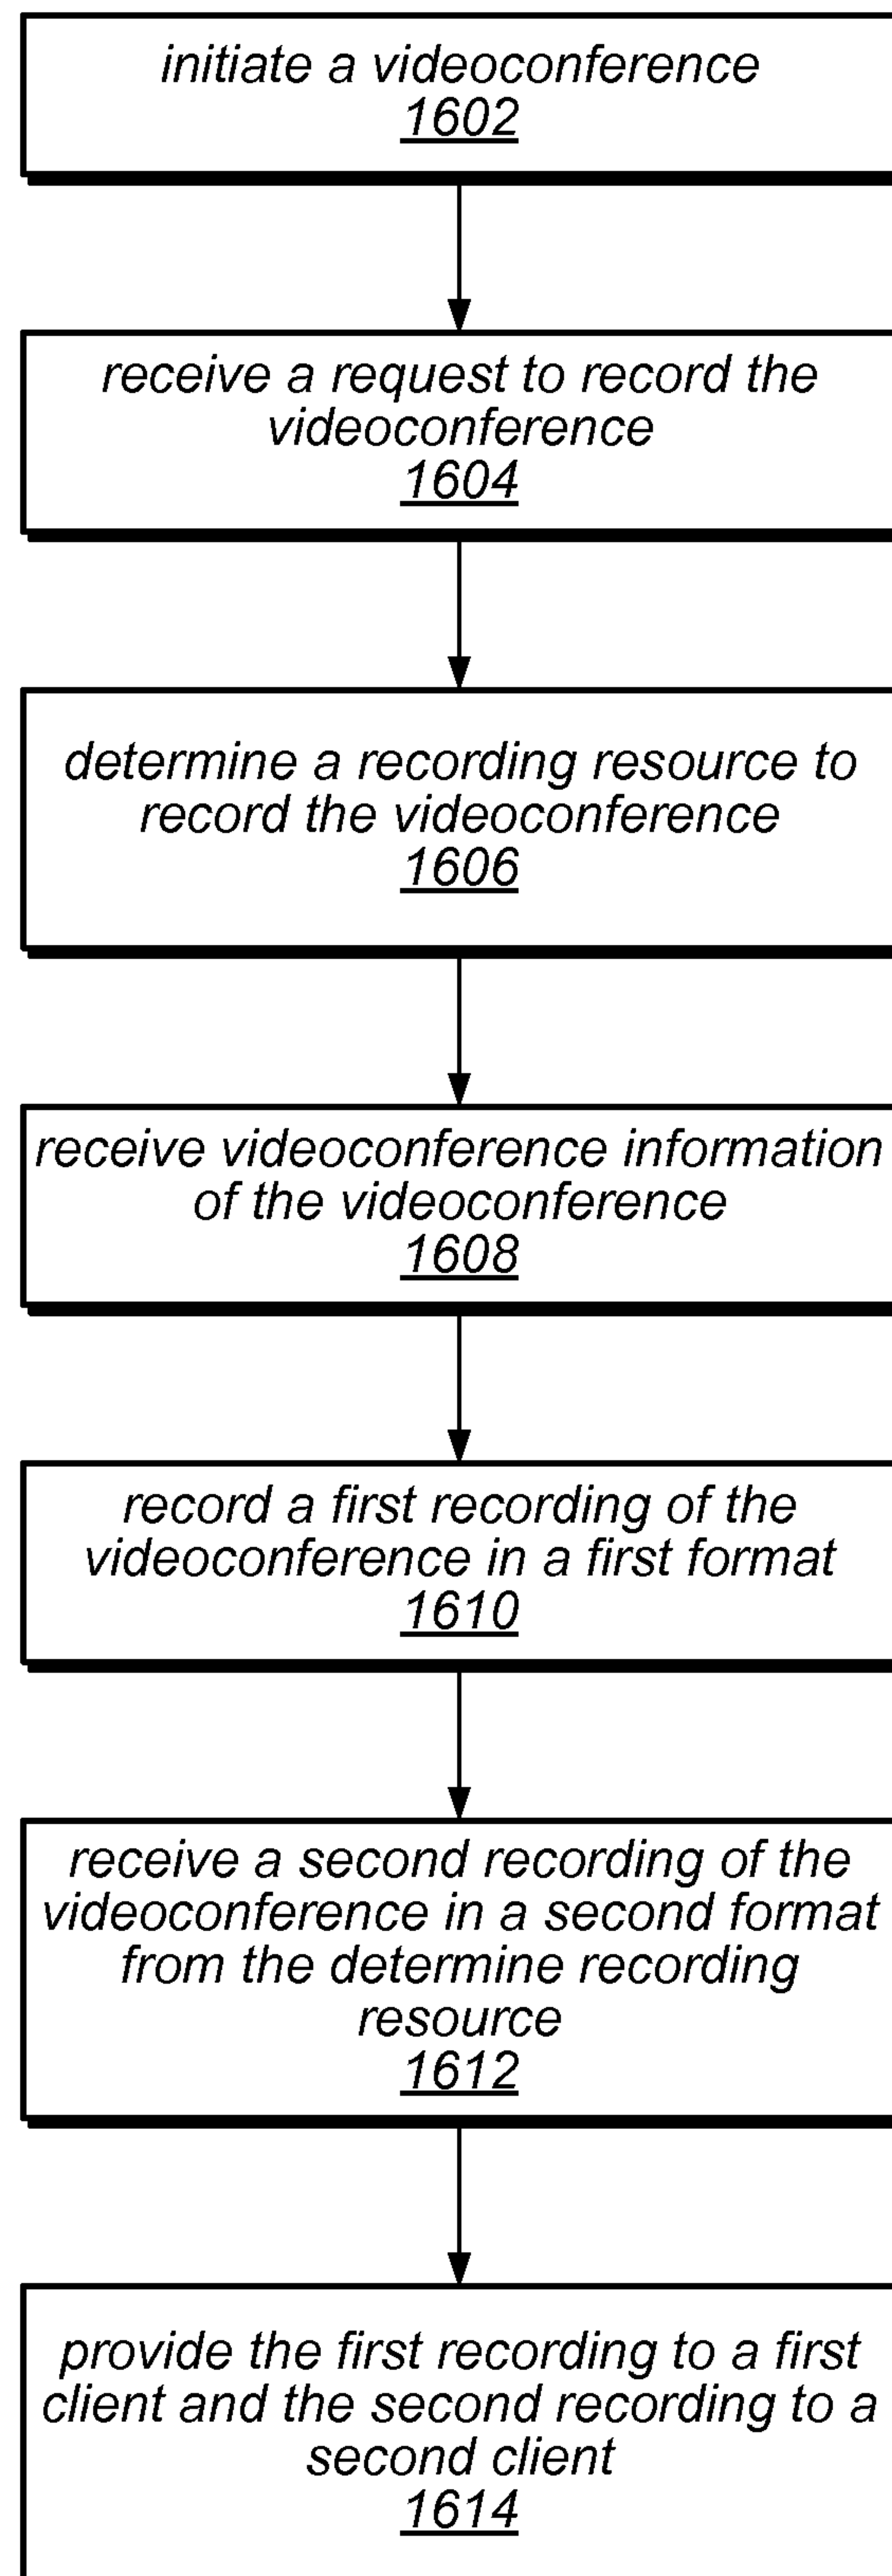 initiate a videoconference
1602
receive a request to record the
videoconference
1604
determine a recording resource to
record the videoconference
1606
receive videoconference information
of the videoconference
1608
record a first recording of the
videoconference in a first format
1610
receive a second recording of the
videoconference in a second format
from the determine recording
resource
1612
provide the first recording to a first
client and the second recording to a
second client
1614